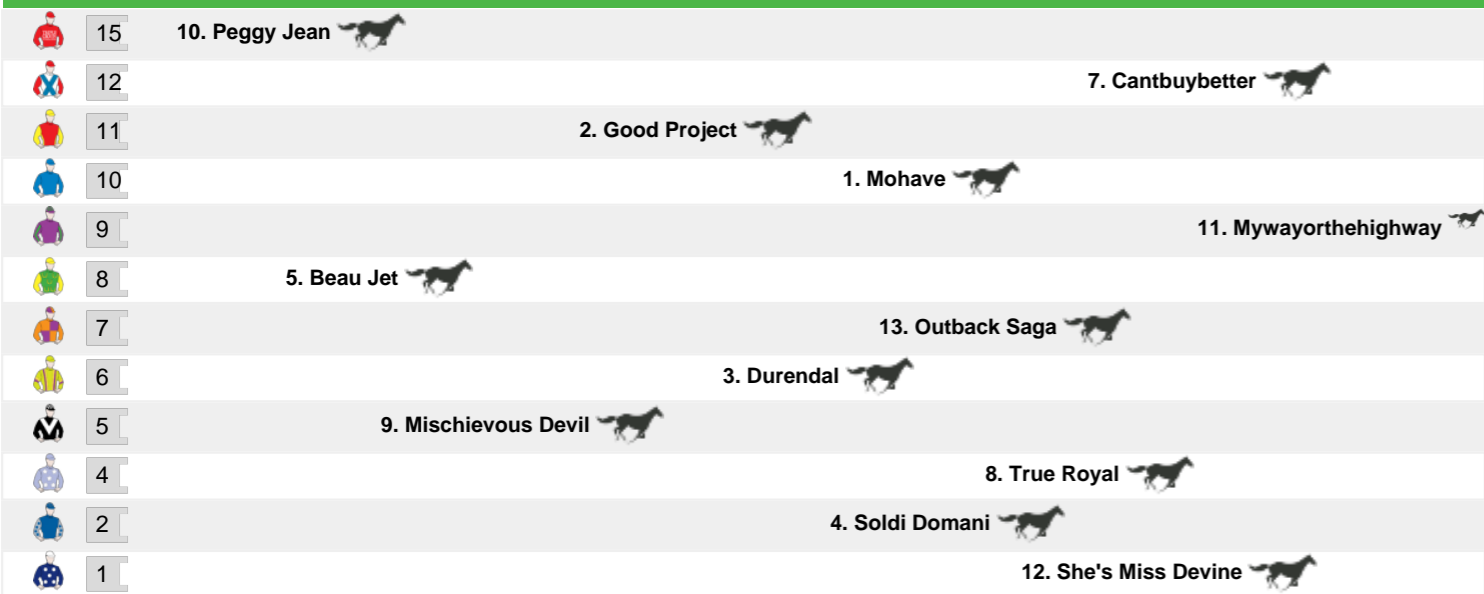 15 10. Peggy Jean
12 7. Cantbuybetter
11 2. Good Project
10 1. Mohave
9 11. Mywayorthehighway
8 5. Beau Jet
7 13. Outback Saga
6 3. Durendal
5 9. Mischievous Devil
4 8. True Royal
2 4. Soldi Domani
1 12. She's Miss Devine